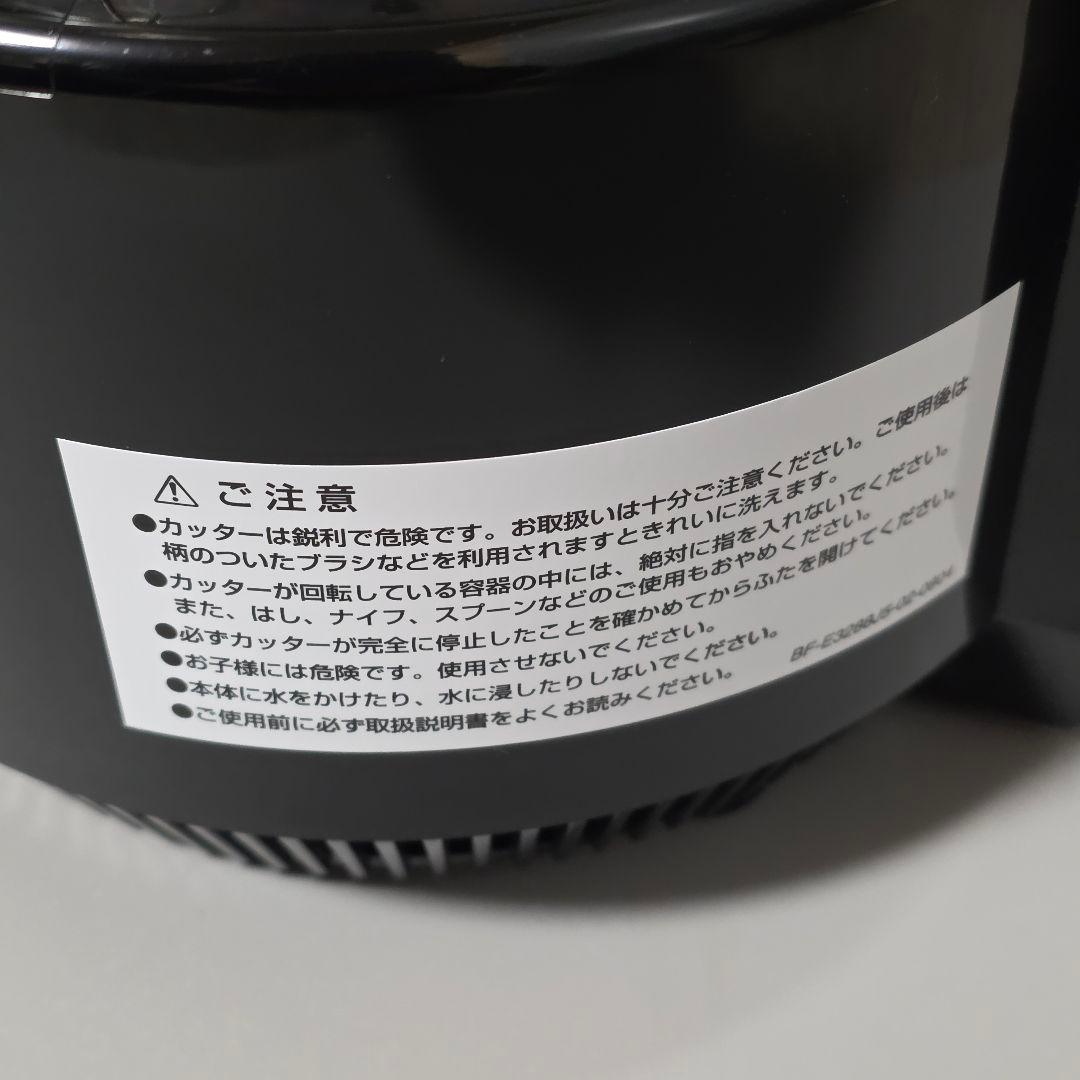 ⚠ ご注意
●カッターは鋭利で危険です。お取扱いは十分ご注意ください。ご使用後は
柄のついたブラシなどを利用されますときれいに洗えます。
●カッターが回転している容器の中には、絶対に指を入れないでください。
また、はし、ナイフ、スプーンなどのご使用もおやめください。
●必ずカッターが完全に停止したことを確かめてからふたを開けてください。
●お子様には危険です。使用させないでください。
●本体に水をかけたり、水に浸したりしないでください。
●ご使用前に必ず取扱説明書をよくお読みください。